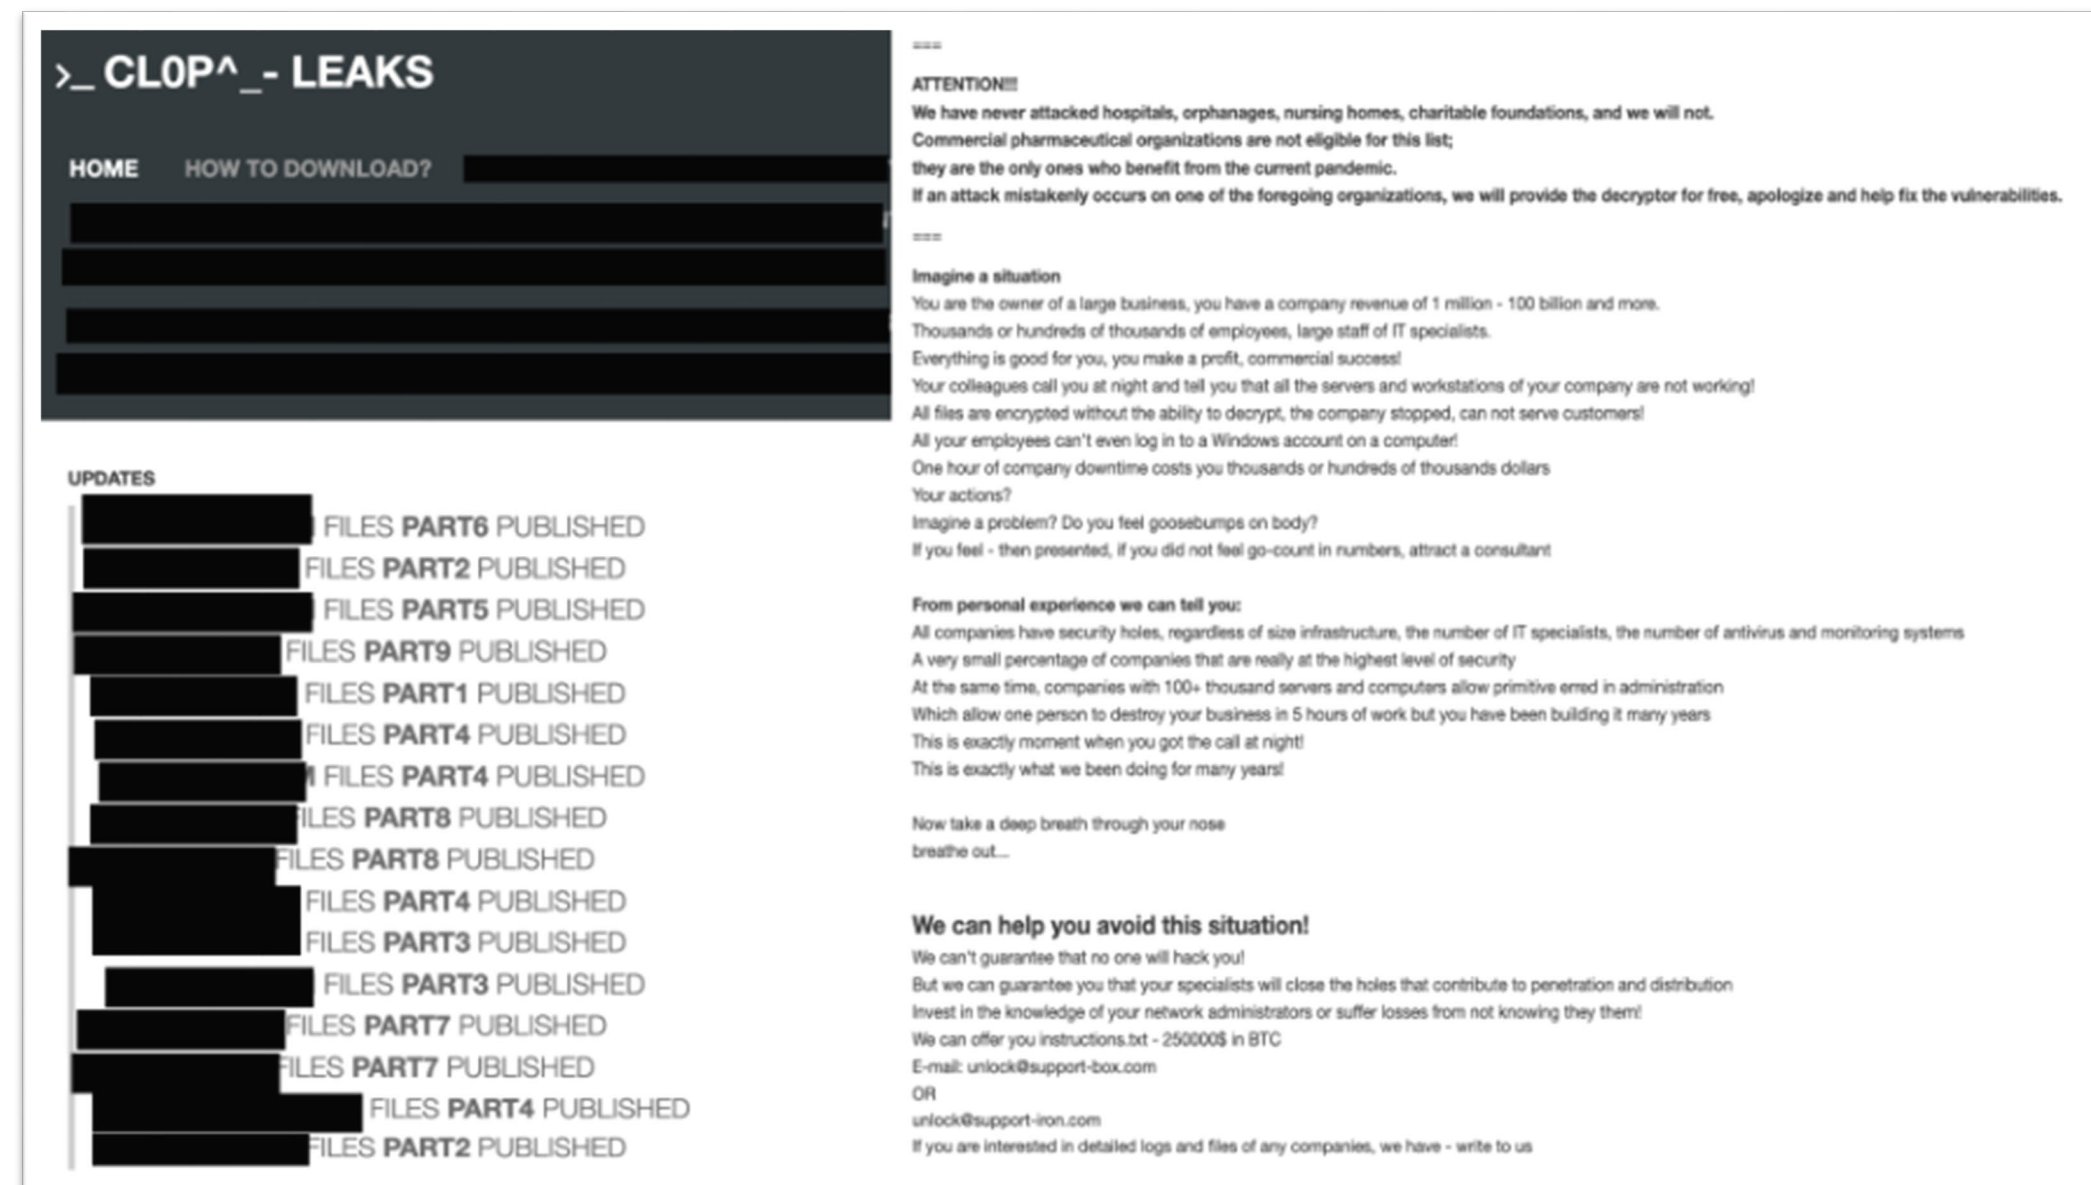 >_ CL0P^_- LEAKS
HOME HOW TO DOWNLOAD?
UPDATES
FILES PART6 PUBLISHED
FILES PART2 PUBLISHED
FILES PART5 PUBLISHED
FILES PART9 PUBLISHED
FILES PART1 PUBLISHED
FILES PART4 PUBLISHED
FILES PART4 PUBLISHED
FILES PART8 PUBLISHED
FILES PART8 PUBLISHED
FILES PART4 PUBLISHED
FILES PART3 PUBLISHED
FILES PART3 PUBLISHED
FILES PART7 PUBLISHED
FILES PART7 PUBLISHED
FILES PART4 PUBLISHED
FILES PART2 PUBLISHED
===
ATTENTION!!!
We have never attacked hospitals, orphanages, nursing homes, charitable foundations, and we will not.
Commercial pharmaceutical organizations are not eligible for this list;
they are the only ones who benefit from the current pandemic.
If an attack mistakenly occurs on one of the foregoing organizations, we will provide the decryptor for free, apologize and help fix the vulnerabilities.
===
Imagine a situation
You are the owner of a large business, you have a company revenue of 1 million - 100 billion and more.
Thousands or hundreds of thousands of employees, large staff of IT specialists.
Everything is good for you, you make a profit, commercial success!
Your colleagues call you at night and tell you that all the servers and workstations of your company are not working!
All files are encrypted without the ability to decrypt, the company stopped, can not serve customers!
All your employees can't even log in to a Windows account on a computer!
One hour of company downtime costs you thousands or hundreds of thousands dollars
Your actions?
Imagine a problem? Do you feel goosebumps on body?
If you feel - then presented, if you did not feel go-count in numbers, attract a consultant
From personal experience we can tell you:
All companies have security holes, regardless of size infrastructure, the number of IT specialists, the number of antivirus and monitoring systems
A very small percentage of companies that are really at the highest level of security
At the same time, companies with 100+ thousand servers and computers allow primitive erred in administration
Which allow one person to destroy your business in 5 hours of work but you have been building it many years
This is exactly moment when you got the call at night!
This is exactly what we been doing for many years!
Now take a deep breath through your nose
breathe out...
We can help you avoid this situation!
We can't guarantee that no one will hack you!
But we can guarantee you that your specialists will close the holes that contribute to penetration and distribution
Invest in the knowledge of your network administrators or suffer losses from not knowing they them!
We can offer you instructions.txt - 250000$ in BTC
E-mail: unlock@support-box.com
OR
unlock@support-iron.com
If you are interested in detailed logs and files of any companies, we have - write to us